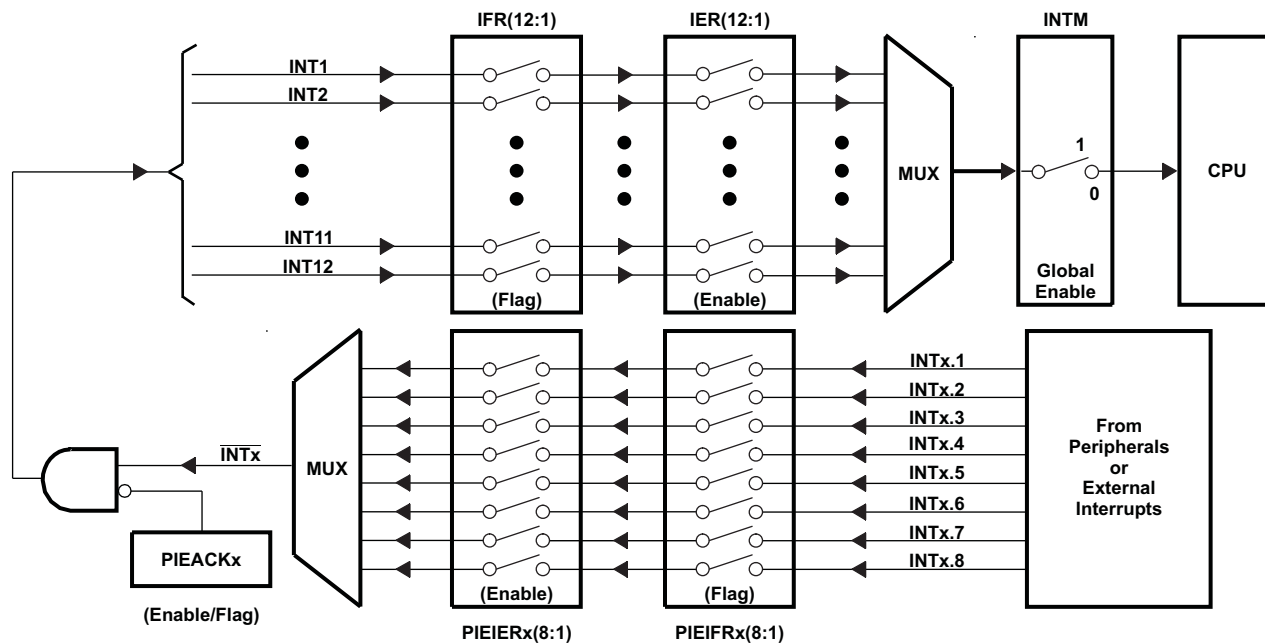 IFR(12:1)
IER(12:1)
INTM
INT1
INT2
INT11
INT12
(Flag)
(Enable)
MUX
1
0
Global
Enable
CPU
INTx.1
INTx.2
INTx.3
INTx.4
INTx.5
INTx.6
INTx.7
INTx.8
From
Peripherals
or
External
Interrupts
INTx
MUX
PIEACKx
(Enable/Flag)
(Enable)
(Flag)
PIEIERx(8:1)
PIEIFRx(8:1)